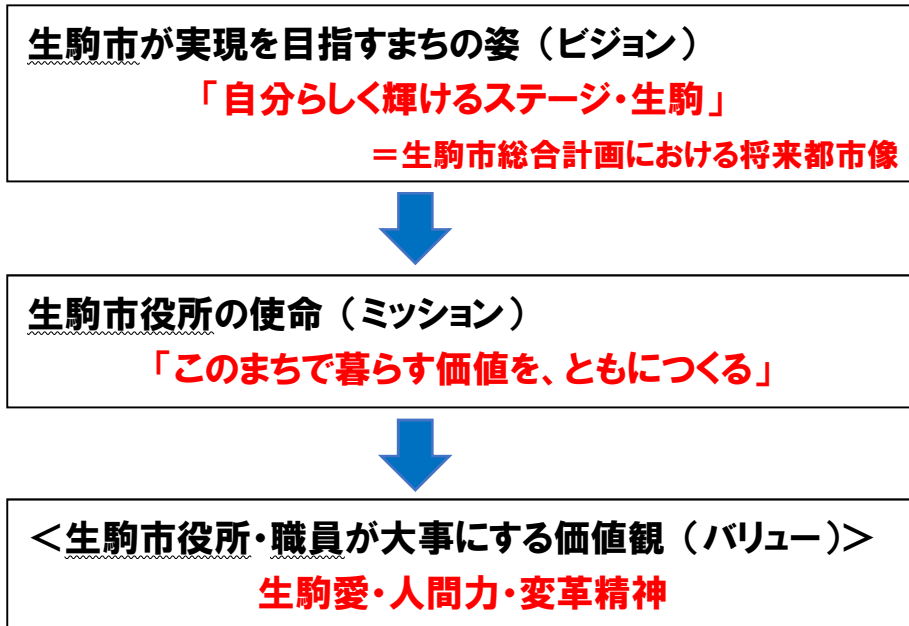 生駒市が実現を目指すまちの姿（ビジョン）
「自分らしく輝けるステージ・生駒」
＝生駒市総合計画における将来都市像
生駒市役所の使命（ミッション）
「このまちで暮らす価値を、ともにつくる」
＜生駒市役所・職員が大事にする価値観（バリュー）＞
生駒愛・人間力・変革精神